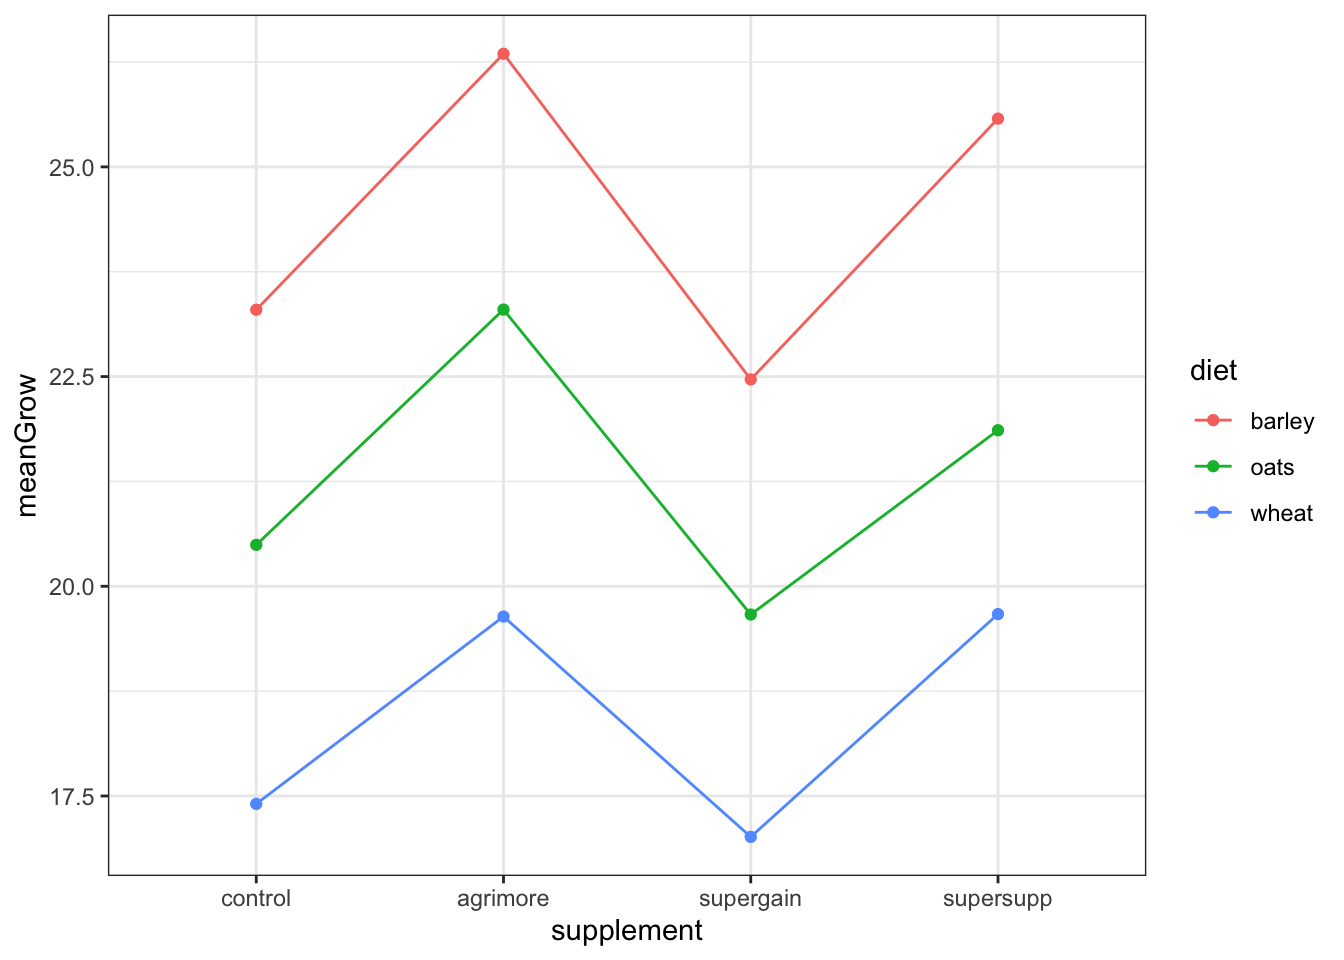 meanGrow
25.0
22.5
20.0
17.5
control agrimore supergain supersupp
supplement
diet
barley
oats
wheat